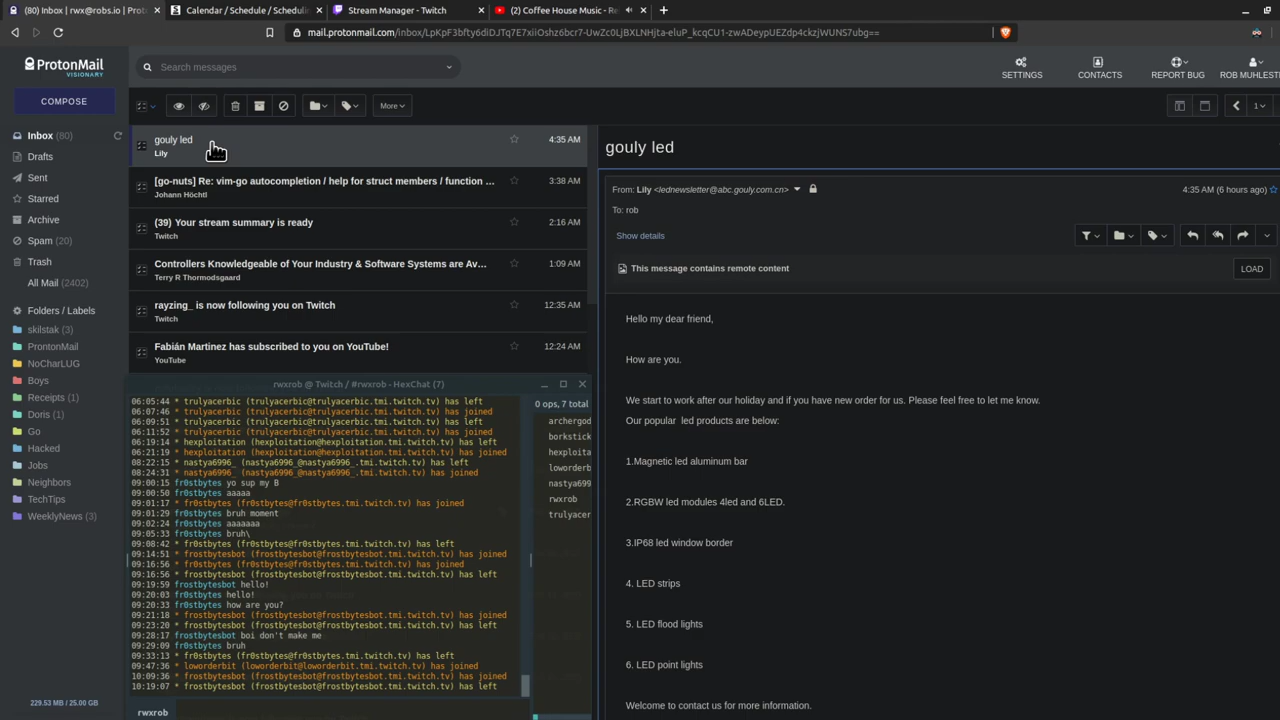 (80) Inbox | rwx@robs.io | P
Calendar / Schedule / Scheduli
Stream Manager - Twitch
(2) Coffee House Music - Re
mail.protonmail.com/inbox/LpKpF3bfty6diDJTq7E7xiiOshz6bcr7-UwZc0LjBXLNHjta-eluP_kcqCU1-zwADeypUEZdp4ckzjWUNS7ubg==
ProtonMail
VISIONARY
Search messages
SETTINGS
CONTACTS
REPORT BUG
ROB MUHLEST
COMPOSE
More
1
Inbox (80)
Drafts
Sent
Starred
Archive
Spam (20)
Trash
All Mail (2402)
Folders / Labels
skilstak (3)
ProntonMail
NoCharLUG
Boys
Receipts (1)
Doris (1)
Go
Hacked
Jobs
Neighbors
TechTips
WeeklyNews (3)
229.53 MB / 25.00 GB
gouly led 4:35 AM
Lily
[go-nuts] Re: vim-go autocompletion / help for struct members / function ... 3:38 AM
Johann Höchtl
(39) Your stream summary is ready 2:16 AM
Twitch
Controllers Knowledgeable of Your Industry & Software Systems are Av... 1:09 AM
Terry R Thormodsgaard
rayzing_ is now following you on Twitch 12:35 AM
Twitch
Fabián Martinez has subscribed to you on YouTube! 12:24 AM
YouTube
rwxrob @ Twitch / #rwxrob - HexChat (7)
06:05:44 * trulyacerbic (trulyacerbic@trulyacerbic.tmi.twitch.tv) has left
06:07:46 * trulyacerbic (trulyacerbic@trulyacerbic.tmi.twitch.tv) has joined
06:09:51 * trulyacerbic (trulyacerbic@trulyacerbic.tmi.twitch.tv) has left
06:11:52 * trulyacerbic (trulyacerbic@trulyacerbic.tmi.twitch.tv) has joined
06:19:14 * hexploitation (hexploitation@hexploitation.tmi.twitch.tv) has left
06:21:19 * hexploitation (hexploitation@hexploitation.tmi.twitch.tv) has joined
08:22:15 * nastya6996_ (nastya6996_@nastya6996_.tmi.twitch.tv) has left
08:24:31 * nastya6996_ (nastya6996_@nastya6996_.tmi.twitch.tv) has joined
09:00:15 fr0stbytes yo sup my B
09:00:50 fr0stbytes aaaaa
09:01:17 * fr0stbytes (fr0stbytes@fr0stbytes.tmi.twitch.tv) has joined
09:01:29 fr0stbytes bruh moment
09:02:24 fr0stbytes aaaaaaa
09:05:33 fr0stbytes bruh\
09:08:42 * fr0stbytes (fr0stbytes@fr0stbytes.tmi.twitch.tv) has left
09:14:51 * frostbytesbot (frostbytesbot@frostbytesbot.tmi.twitch.tv) has joined
09:16:56 * fr0stbytes (fr0stbytes@fr0stbytes.tmi.twitch.tv) has joined
09:16:56 * frostbytesbot (frostbytesbot@frostbytesbot.tmi.twitch.tv) has left
09:19:59 frostbytesbot hello!
09:20:03 fr0stbytes hello!
09:20:33 fr0stbytes how are you?
09:21:18 * frostbytesbot (frostbytesbot@frostbytesbot.tmi.twitch.tv) has joined
09:23:20 * frostbytesbot (frostbytesbot@frostbytesbot.tmi.twitch.tv) has left
09:28:17 frostbytesbot boi don't make me
09:29:09 fr0stbytes bruh
09:33:13 * fr0stbytes (fr0stbytes@fr0stbytes.tmi.twitch.tv) has left
09:47:36 * loworderbit (loworderbit@loworderbit.tmi.twitch.tv) has joined
10:09:36 * frostbytesbot (frostbytesbot@frostbytesbot.tmi.twitch.tv) has joined
10:19:07 * frostbytesbot (frostbytesbot@frostbytesbot.tmi.twitch.tv) has left
rwxrob
0 ops, 7 total
archergod
borkstick
hexploita
loworderb
nastya699
rwxrob
trulyacer
gouly led
From: Lily <lednewsletter@abc.gouly.com.cn> 4:35 AM (6 hours ago)
To: rob
Show details
This message contains remote content
LOAD
Hello my dear friend,
How are you.
We start to work after our holiday and if you have new order for us. Please feel free to let me know.
Our popular led products are below:
1.Magnetic led aluminum bar
2.RGBW led modules 4led and 6LED.
3.IP68 led window border
4. LED strips
5. LED flood lights
6. LED point lights
Welcome to contact us for more information.